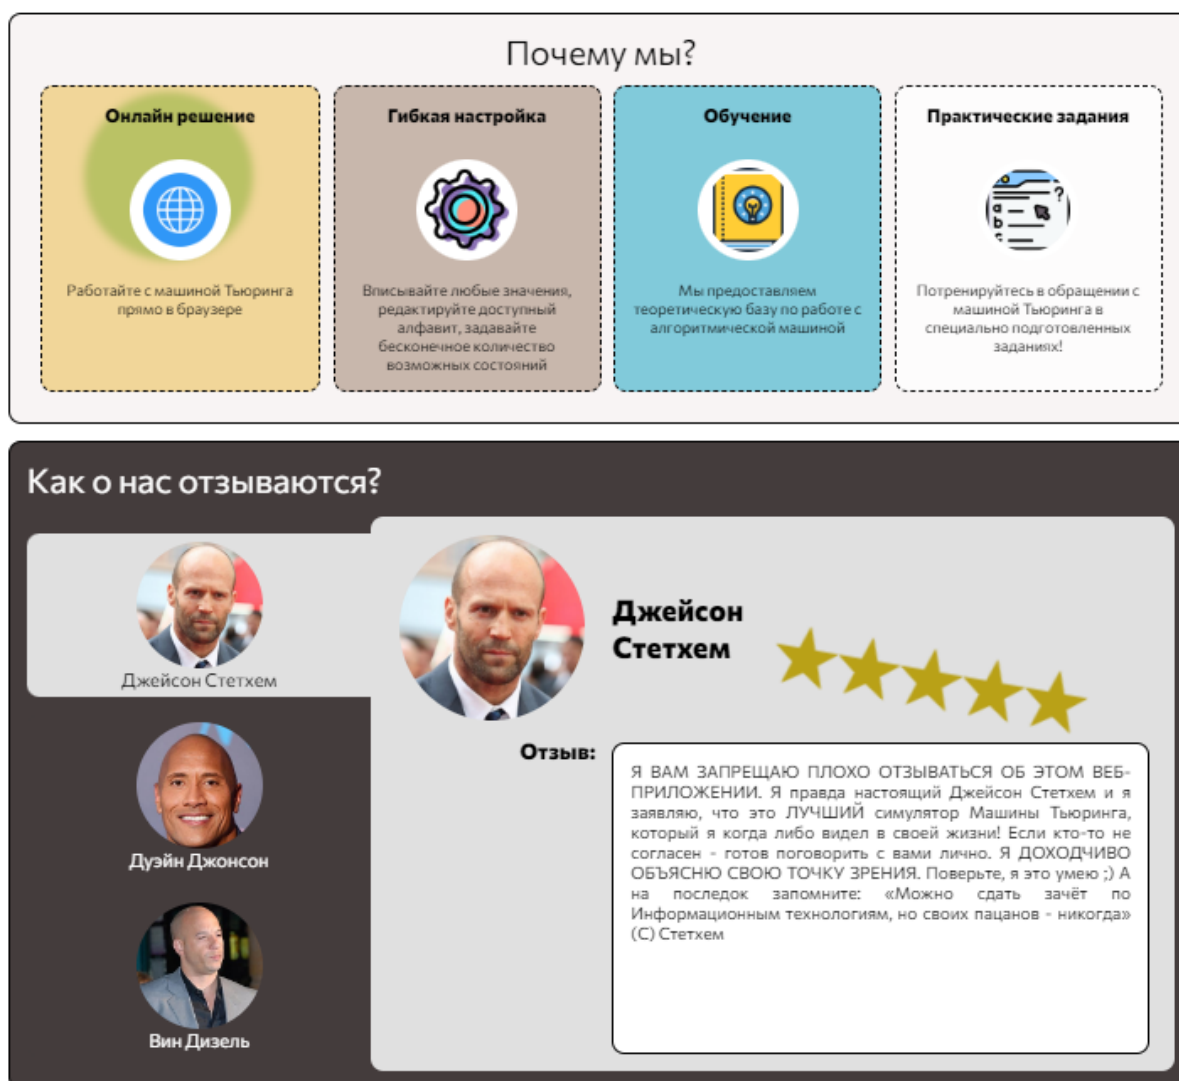 Почему мы?
Онлайн решение
Работайте с машиной Тьюринга
прямо в браузере
Гибкая настройка
Вписывайте любые значения,
редактируйте доступный
алфавит, задавайте
бесконечное количество
возможных состояний
Обучение
Мы предоставляем
теоретическую базу по работе с
алгоритмической машиной
Практические задания
a
b
c
?
Потренируйтесь в обращении с
машиной Тьюринга в
специально подготовленных
заданиях!
Как о нас отзываются?
Джейсон Стетхем
Дуэйн Джонсон
Вин Дизель
Джейсон
Стетхем
Отзыв:
Я ВАМ ЗАПРЕЩАЮ ПЛОХО ОТЗЫВАТЬСЯ ОБ ЭТОМ ВЕБ-
ПРИЛОЖЕНИИ. Я правда настоящий Джейсон Стетхем и я
заявляю, что это ЛУЧШИЙ симулятор Машины Тьюринга,
который я когда либо видел в своей жизни! Если кто-то не
согласен - готов поговорить с вами лично. Я ДОХОДЧИВО
ОБЪЯСНЮ СВОЮ ТОЧКУ ЗРЕНИЯ. Поверьте, я это умею ;) А
на последок запомните: «Можно сдать зачёт по
Информационным технологиям, но своих пацанов - никогда»
(С) Стетхем